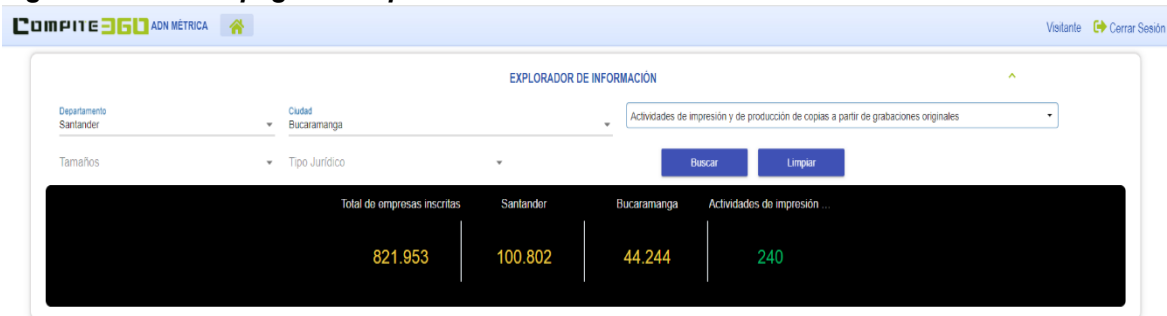 COMPITE360 ADN MÉTRICA
Visitante Cerrar Sesión
EXPLORADOR DE INFORMACIÓN
Departamento
Santander
Ciudad
Bucaramanga
Actividades de impresión y de producción de copias a partir de grabaciones originales
Tamaños
Tipo Jurídico
Buscar
Limpiar
Total de empresas inscritas Santander Bucaramanga Actividades de impresión ...
821.953 100.802 44.244 240